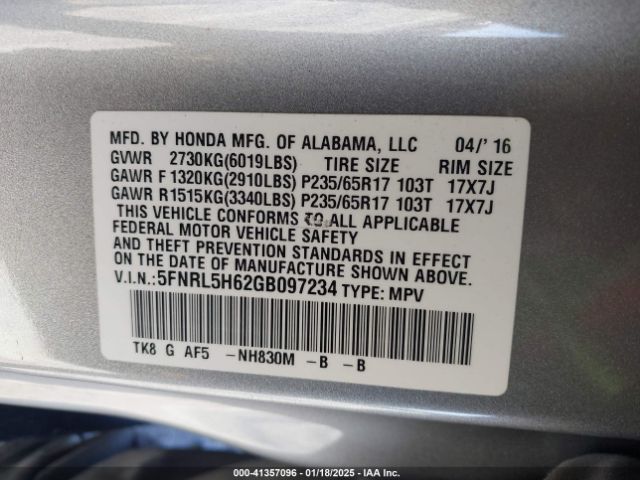 MFD. BY HONDA MFG. OF ALABAMA, LLC 04/'16
GVWR 2730KG(6019LBS) TIRE SIZE RIM SIZE
GAWR F 1320KG(2910LBS) P235/65R17 103T 17X7J
GAWR R1515KG(3340LBS) P235/65R17 103T 17X7J
THIS VEHICLE CONFORMS TO ALL APPLICABLE
FEDERAL MOTOR VEHICLE SAFETY
AND THEFT PREVENTION STANDARDS IN EFFECT
ON THE DATE OF MANUFACTURE SHOWN ABOVE.
V.I.N.:5FNRL5H62GB097234 TYPE: MPV
TK8 G AF5 -NH830M -B -B
000-41357096 - 01/18/2025 - IAA Inc.